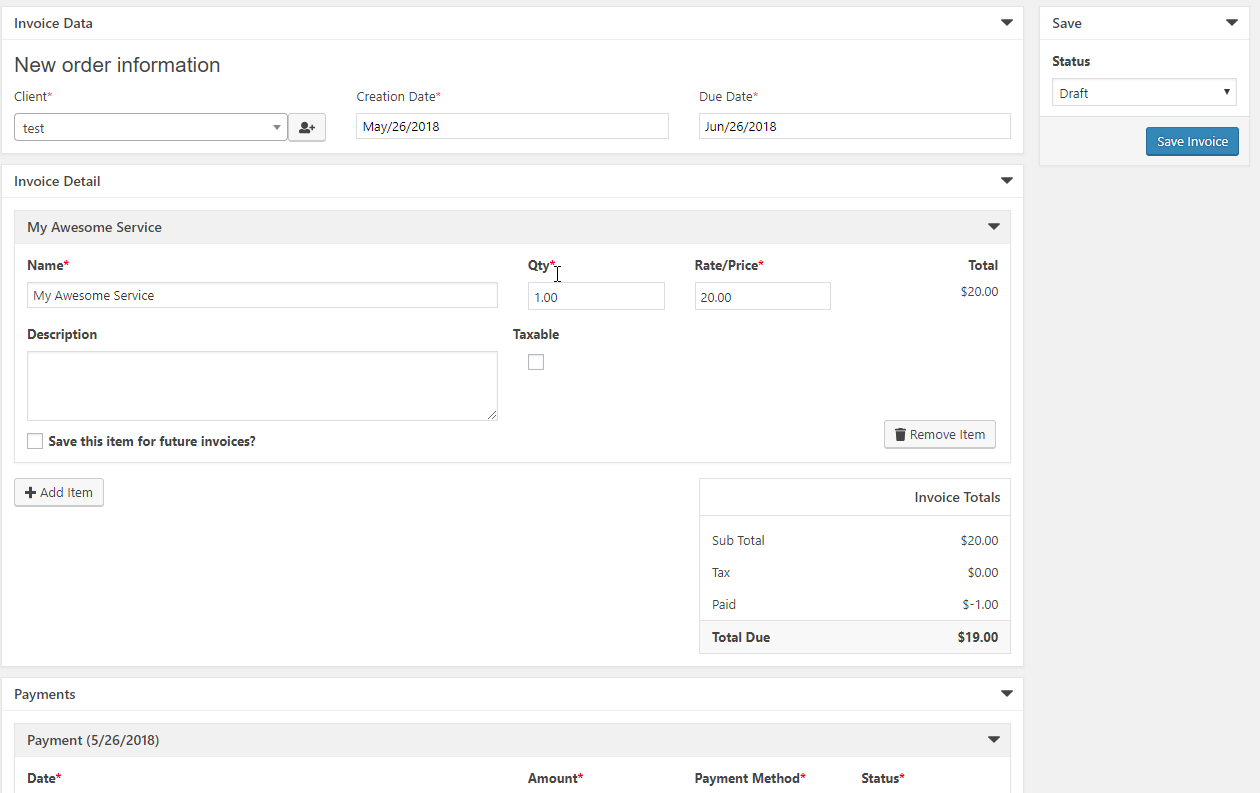 Invoice Data
New order information
Client* Creation Date* Due Date*
test May/26/2018 Jun/26/2018
Save
Status
Draft
Save Invoice
Invoice Detail
My Awesome Service
Name* Qty* Rate/Price* Total
My Awesome Service 1.00 20.00 $20.00
Description Taxable
Save this item for future invoices? Remove Item
Add Item
Invoice Totals
Sub Total $20.00
Tax $0.00
Paid $-1.00
Total Due $19.00
Payments
Payment (5/26/2018)
Date* Amount* Payment Method* Status*